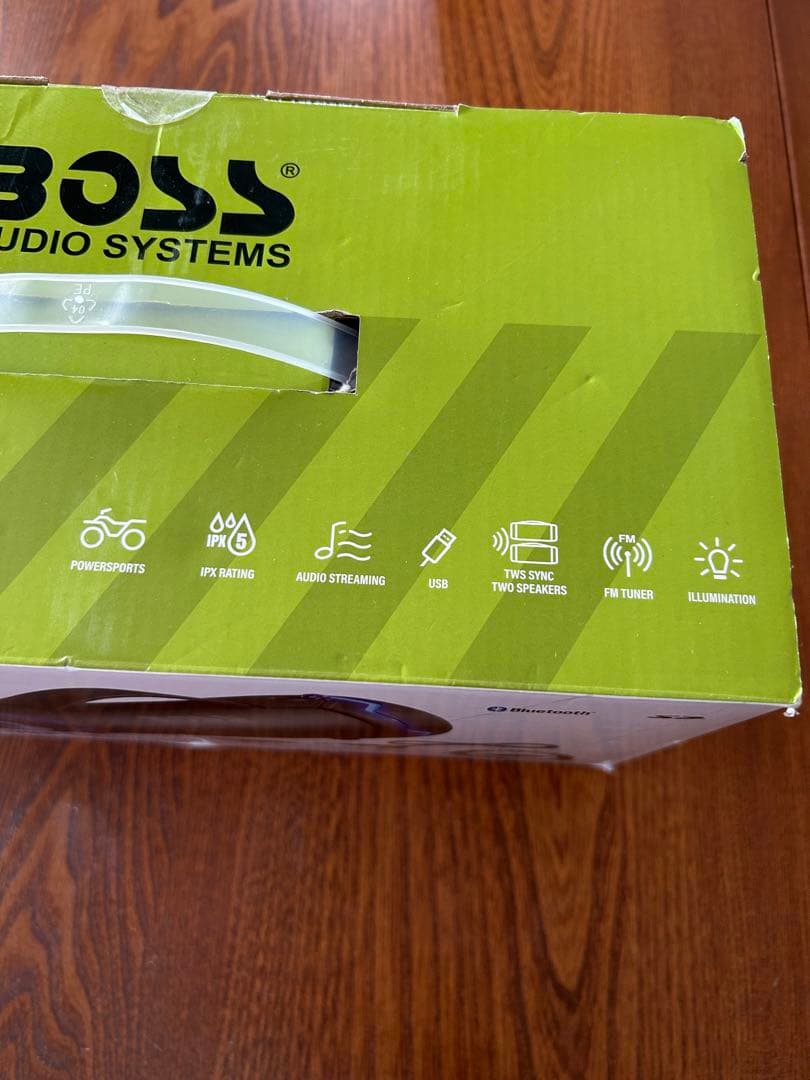 BOSS®
UDIO SYSTEMS
04
PE
POWERSPORTS
IPX 5
IPX RATING
AUDIO STREAMING
USB
TWS SYNC
TWO SPEAKERS
FM
FM TUNER
ILLUMINATION
Bluetooth